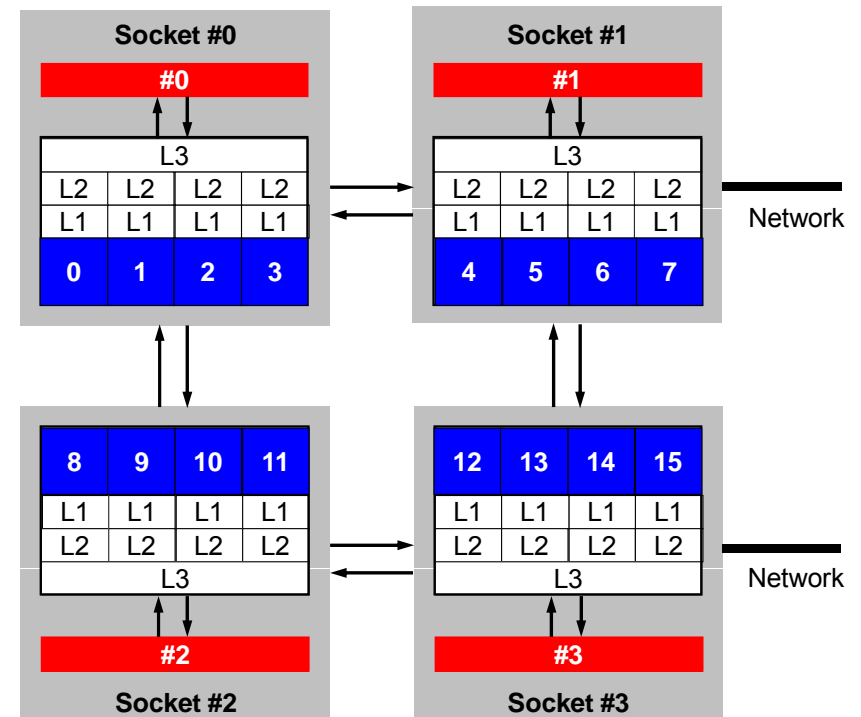 Socket #0
#0
L3
L2 L2 L2 L2
L1 L1 L1 L1
0 1 2 3
Socket #1
#1
L3
L2 L2 L2 L2
L1 L1 L1 L1
4 5 6 7
Network
8 9 10 11
L1 L1 L1 L1
L2 L2 L2 L2
L3
#2
Socket #2
12 13 14 15
L1 L1 L1 L1
L2 L2 L2 L2
L3
#3
Socket #3
Network